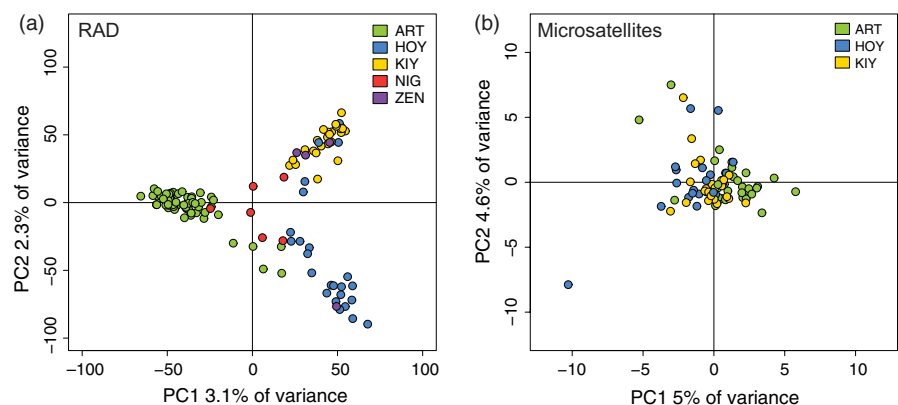 (a)
RAD
ART
HOY
KIY
NIG
ZEN
100
50
0
−50
−100
PC2 2.3% of variance
−100 −50 0 50 100
PC1 3.1% of variance
(b)
Microsatellites
ART
HOY
KIY
10
5
0
−5
−10
PC2 4.6% of variance
−10 −5 0 5 10
PC1 5% of variance